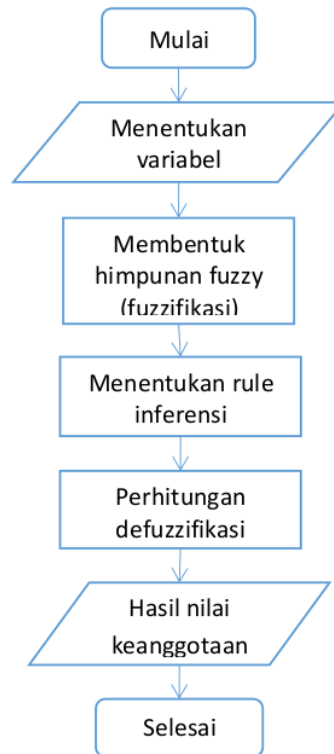 Mulai
Menentukan
variabel
Membentuk
himpunan fuzzy
(fuzzifikasi)
Menentukan rule
inferensi
Perhitungan
defuzzifikasi
Hasil nilai
keanggotaan
Selesai